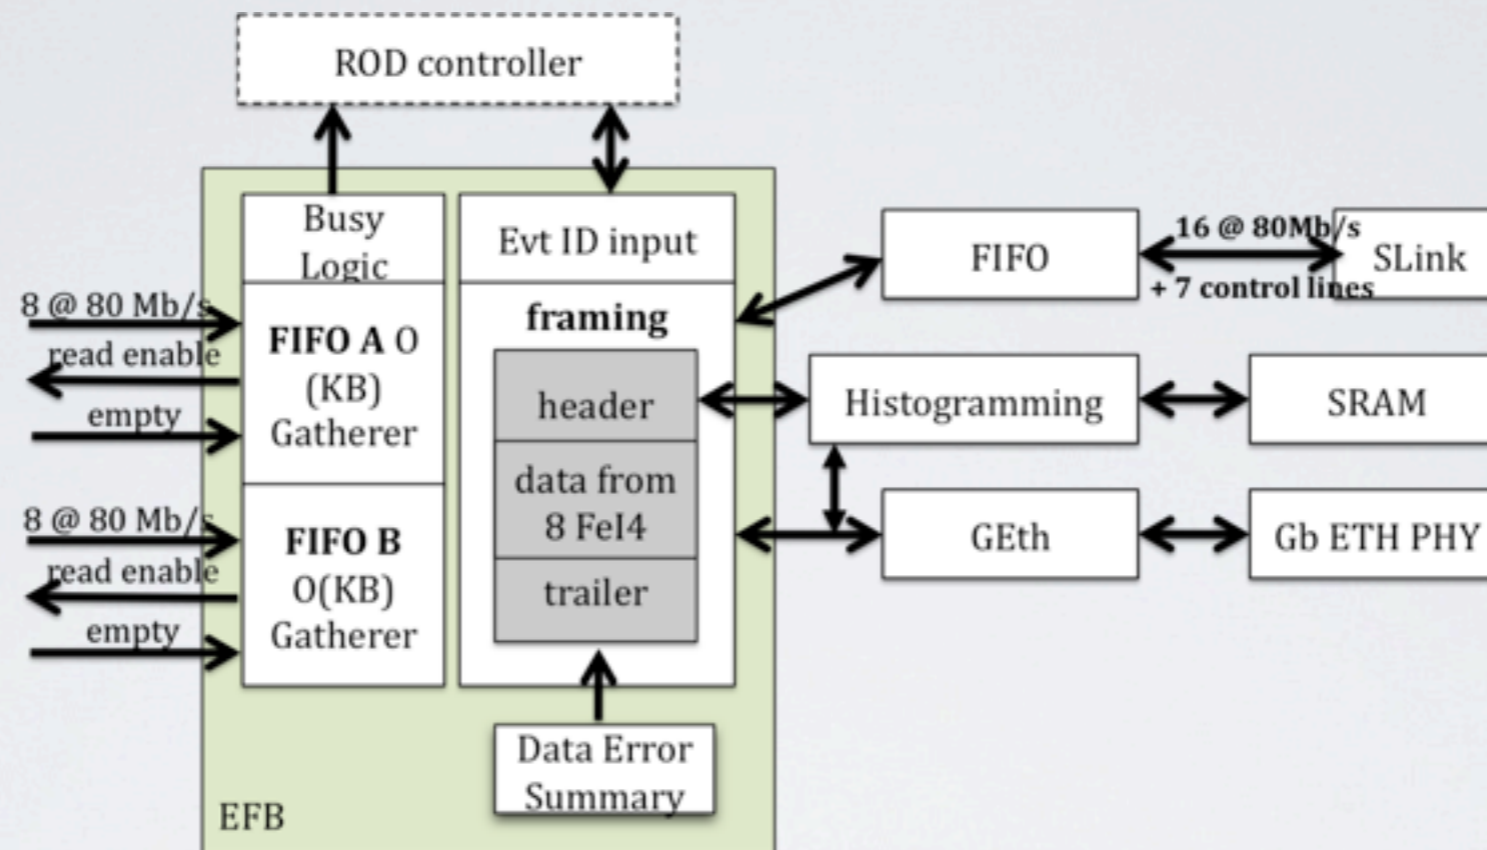 ROD controller
Busy
Logic
Evt ID input
8 @ 80 Mb/s
read enable
empty
FIFO A O
(KB)
Gatherer
8 @ 80 Mb/s
read enable
empty
FIFO B
O(KB)
Gatherer
framing
header
data from
8 FeI4
trailer
Data Error
Summary
EFB
FIFO
16 @ 80Mb/s
+ 7 control lines
SLink
Histogramming
SRAM
GEth
Gb ETH PHY